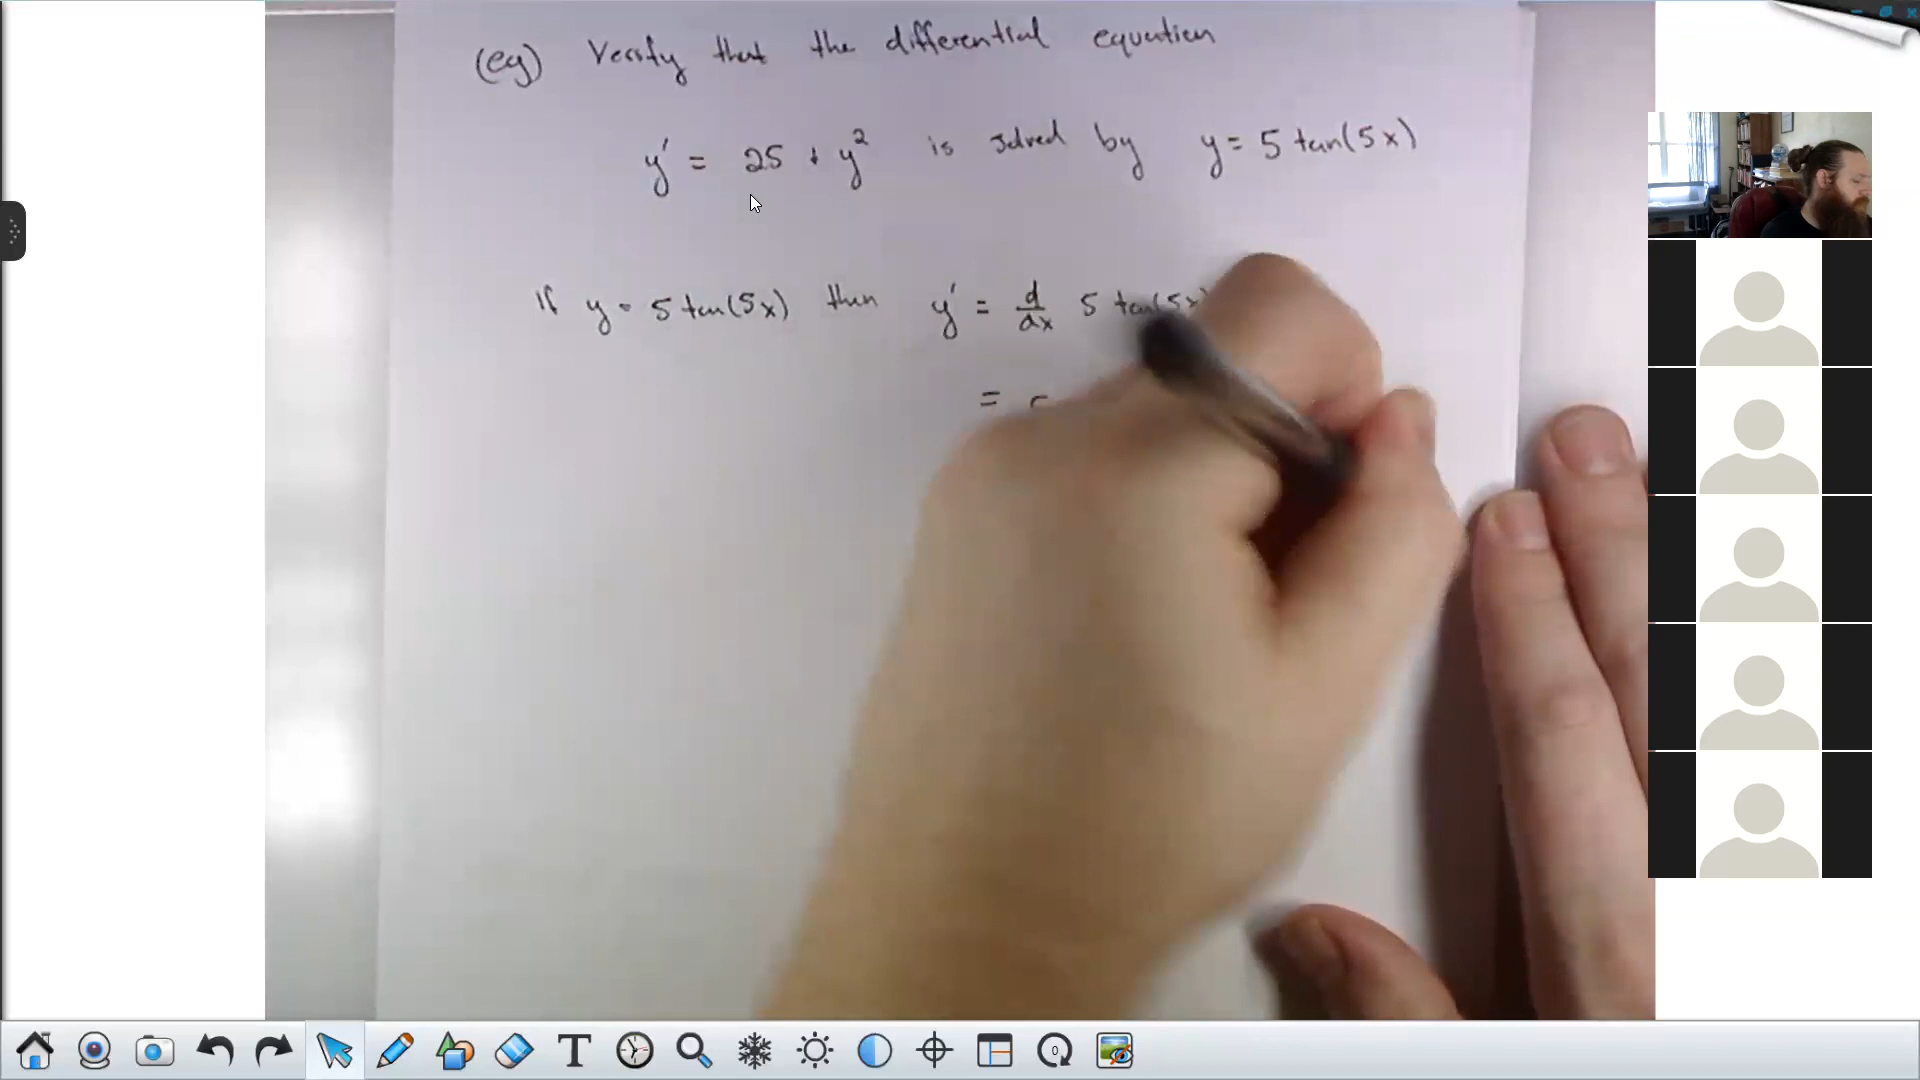 (eg) Verify that the differential equation
y' = 25 + y² is solved by y = 5 tan(5x)
If y = 5 tan(5x) then y' = d/dx 5 tan(5x
=
T
0